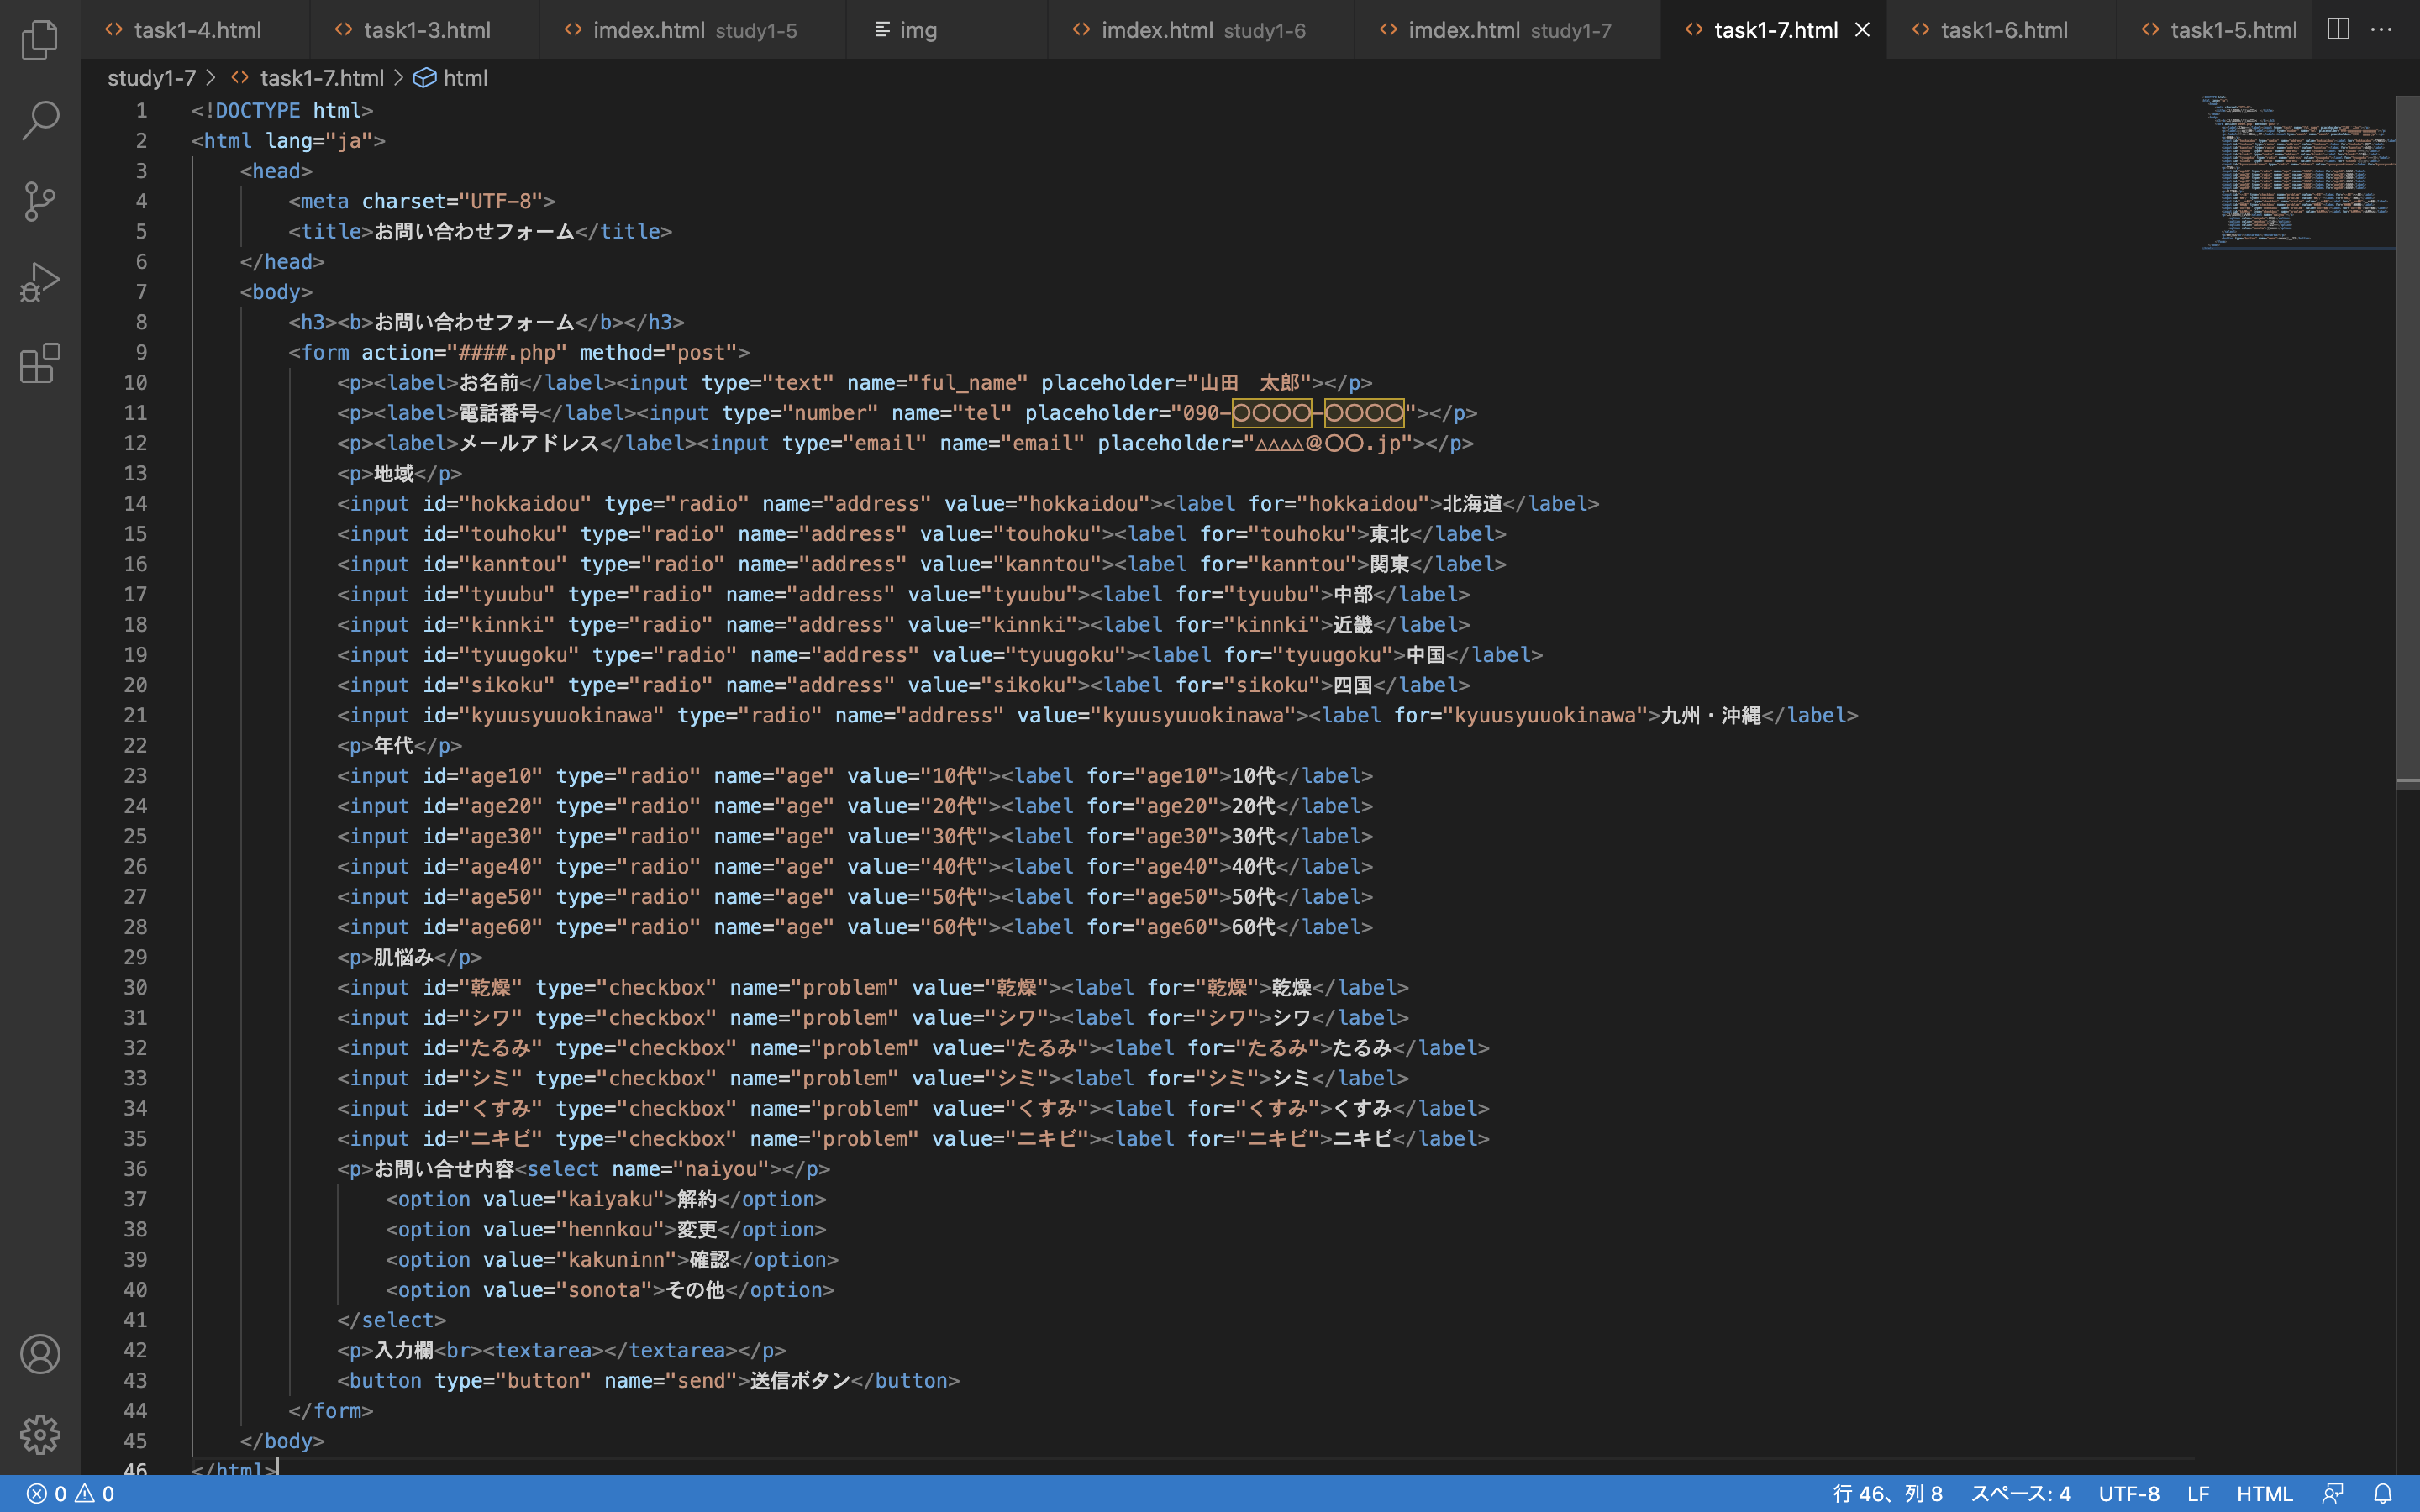 task1-4.html task1-3.html imdex.html study1-5 img imdex.html study1-6 imdex.html study1-7 task1-7.html task1-6.html task1-5.html
study1-7 > task1-7.html > html
1 <!DOCTYPE html>
2 <html lang="ja">
3 <head>
4 <meta charset="UTF-8">
5 <title>お問い合わせフォーム</title>
6 </head>
7 <body>
8 <h3><b>お問い合わせフォーム</b></h3>
9 <form action="####.php" method="post">
10 <p><label>お名前</label><input type="text" name="ful_name" placeholder="山田　太郎"></p>
11 <p><label>電話番号</label><input type="number" name="tel" placeholder="090-〇〇〇〇-〇〇〇〇"></p>
12 <p><label>メールアドレス</label><input type="email" name="email" placeholder="△△△△＠〇〇.jp"></p>
13 <p>地域</p>
14 <input id="hokkaidou" type="radio" name="address" value="hokkaidou"><label for="hokkaidou">北海道</label>
15 <input id="touhoku" type="radio" name="address" value="touhoku"><label for="touhoku">東北</label>
16 <input id="kanntou" type="radio" name="address" value="kanntou"><label for="kanntou">関東</label>
17 <input id="tyuubu" type="radio" name="address" value="tyuubu"><label for="tyuubu">中部</label>
18 <input id="kinnki" type="radio" name="address" value="kinnki"><label for="kinnki">近畿</label>
19 <input id="tyuugoku" type="radio" name="address" value="tyuugoku"><label for="tyuugoku">中国</label>
20 <input id="sikoku" type="radio" name="address" value="sikoku"><label for="sikoku">四国</label>
21 <input id="kyuusyuuokinawa" type="radio" name="address" value="kyuusyuuokinawa"><label for="kyuusyuuokinawa">九州・沖縄</label>
22 <p>年代</p>
23 <input id="age10" type="radio" name="age" value="10代"><label for="age10">10代</label>
24 <input id="age20" type="radio" name="age" value="20代"><label for="age20">20代</label>
25 <input id="age30" type="radio" name="age" value="30代"><label for="age30">30代</label>
26 <input id="age40" type="radio" name="age" value="40代"><label for="age40">40代</label>
27 <input id="age50" type="radio" name="age" value="50代"><label for="age50">50代</label>
28 <input id="age60" type="radio" name="age" value="60代"><label for="age60">60代</label>
29 <p>肌悩み</p>
30 <input id="乾燥" type="checkbox" name="problem" value="乾燥"><label for="乾燥">乾燥</label>
31 <input id="シワ" type="checkbox" name="problem" value="シワ"><label for="シワ">シワ</label>
32 <input id="たるみ" type="checkbox" name="problem" value="たるみ"><label for="たるみ">たるみ</label>
33 <input id="シミ" type="checkbox" name="problem" value="シミ"><label for="シミ">シミ</label>
34 <input id="くすみ" type="checkbox" name="problem" value="くすみ"><label for="くすみ">くすみ</label>
35 <input id="ニキビ" type="checkbox" name="problem" value="ニキビ"><label for="ニキビ">ニキビ</label>
36 <p>お問い合せ内容<select name="naiyou"></p>
37 <option value="kaiyaku">解約</option>
38 <option value="hennkou">変更</option>
39 <option value="kakuninn">確認</option>
40 <option value="sonota">その他</option>
41 </select>
42 <p>入力欄<br><textarea></textarea></p>
43 <button type="button" name="send">送信ボタン</button>
44 </form>
45 </body>
46 </html>
0 0 行 46、列 8 スペース: 4 UTF-8 LF HTML